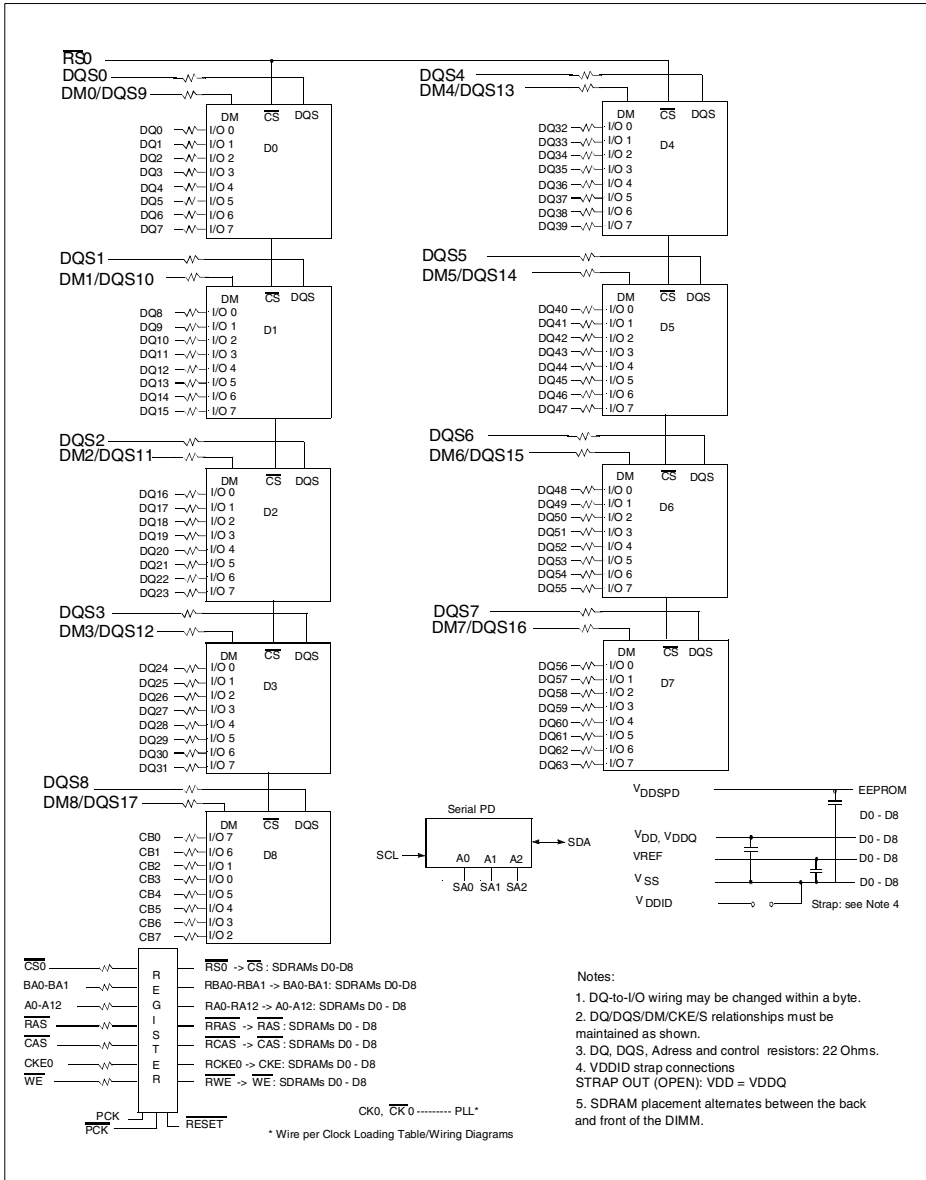 RS0
DQS0
DM0/DQS9
DM CS DQS
D0
DQ0 I/O 0
DQ1 I/O 1
DQ2 I/O 2
DQ3 I/O 3
DQ4 I/O 4
DQ5 I/O 5
DQ6 I/O 6
DQ7 I/O 7
DQS1
DM1/DQS10
DM CS DQS
D1
DQ8 I/O 0
DQ9 I/O 1
DQ10 I/O 2
DQ11 I/O 3
DQ12 I/O 4
DQ13 I/O 5
DQ14 I/O 6
DQ15 I/O 7
DQS2
DM2/DQS11
DM CS DQS
D2
DQ16 I/O 0
DQ17 I/O 1
DQ18 I/O 2
DQ19 I/O 3
DQ20 I/O 4
DQ21 I/O 5
DQ22 I/O 6
DQ23 I/O 7
DQS3
DM3/DQS12
DM CS DQS
D3
DQ24 I/O 0
DQ25 I/O 1
DQ26 I/O 2
DQ27 I/O 3
DQ28 I/O 4
DQ29 I/O 5
DQ30 I/O 6
DQ31 I/O 7
DQS8
DM8/DQS17
DM CS DQS
D8
CB0 I/O 7
CB1 I/O 6
CB2 I/O 1
CB3 I/O 0
CB4 I/O 5
CB5 I/O 4
CB6 I/O 3
CB7 I/O 2
DQS4
DM4/DQS13
DM CS DQS
D4
DQ32 I/O 0
DQ33 I/O 1
DQ34 I/O 2
DQ35 I/O 3
DQ36 I/O 4
DQ37 I/O 5
DQ38 I/O 6
DQ39 I/O 7
DQS5
DM5/DQS14
DM CS DQS
D5
DQ40 I/O 0
DQ41 I/O 1
DQ42 I/O 2
DQ43 I/O 3
DQ44 I/O 4
DQ45 I/O 5
DQ46 I/O 6
DQ47 I/O 7
DQS6
DM6/DQS15
DM CS DQS
D6
DQ48 I/O 0
DQ49 I/O 1
DQ50 I/O 2
DQ51 I/O 3
DQ52 I/O 4
DQ53 I/O 5
DQ54 I/O 6
DQ55 I/O 7
DQS7
DM7/DQS16
DM CS DQS
D7
DQ56 I/O 0
DQ57 I/O 1
DQ58 I/O 2
DQ59 I/O 3
DQ60 I/O 4
DQ61 I/O 5
DQ62 I/O 6
DQ63 I/O 7
Serial PD
SCL A0 A1 A2 SDA
SA0 SA1 SA2
VDDSPD EEPROM
D0 - D8
VDD, VDDQ D0 - D8
VREF D0 - D8
VSS D0 - D8
VDDID Strap: see Note 4
REGISTER
CS0 RS0 -> CS: SDRAMs D0-D8
BA0-BA1 RBA0-RBA1 -> BA0-BA1: SDRAMs D0-D8
A0-A12 RA0-RA12 -> A0-A12: SDRAMs D0 - D8
RAS RRAS -> RAS: SDRAMs D0 - D8
CAS RCAS -> CAS: SDRAMs D0 - D8
CKE0 RCKE0 -> CKE: SDRAMs D0 - D8
WE RWE -> WE: SDRAMs D0 - D8
PCK
PCK
RESET
CK0, CK0 --------- PLL*
* Wire per Clock Loading Table/Wiring Diagrams
Notes:
1. DQ-to-I/O wiring may be changed within a byte.
2. DQ/DQS/DM/CKE/S relationships must be
maintained as shown.
3. DQ, DQS, Adress and control resistors: 22 Ohms.
4. VDDID strap connections
STRAP OUT (OPEN): VDD = VDDQ
5. SDRAM placement alternates between the back
and front of the DIMM.